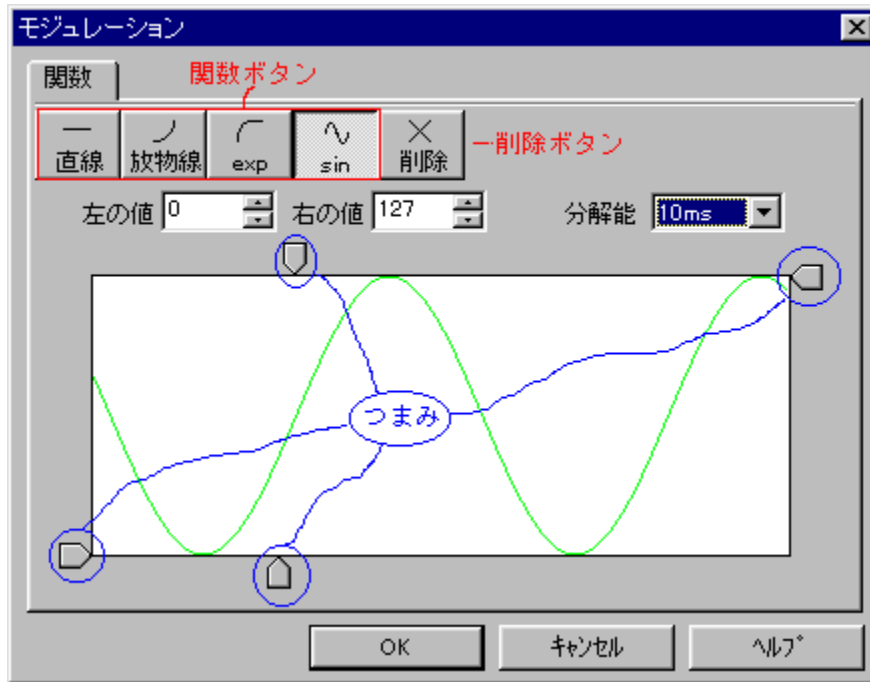 モジュレーション
関数 関数ボタン
直線 放物線 exp sin 削除 削除ボタン
左の値 0 右の値 127 分解能 10ms
つまみ
OK キャンセル ヘルプ